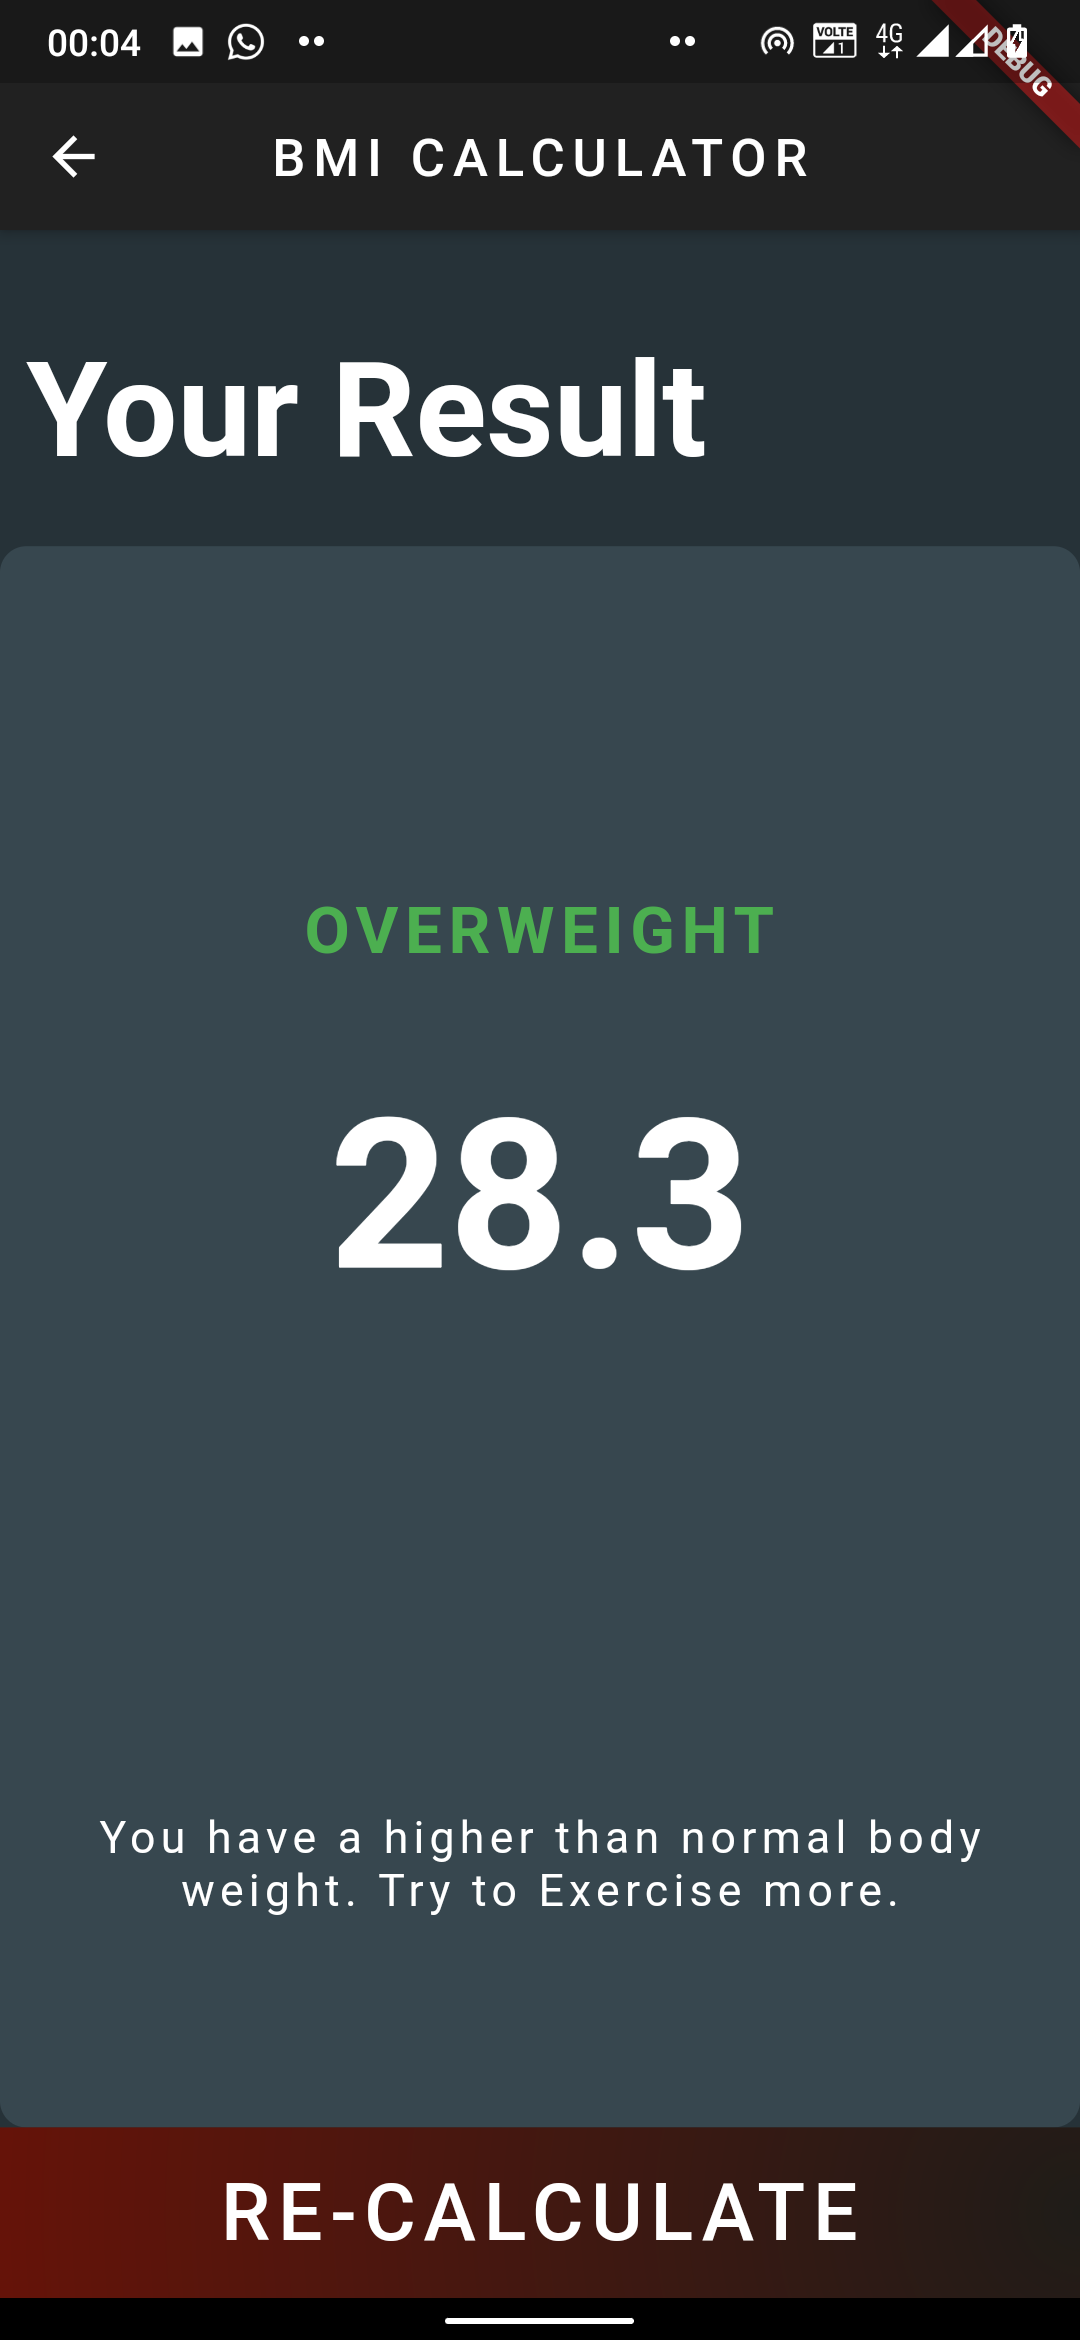 00:04
VOLTE
1
4G
DEBUG
BMI CALCULATOR
Your Result
OVERWEIGHT
28.3
You have a higher than normal body
weight. Try to Exercise more.
RE-CALCULATE